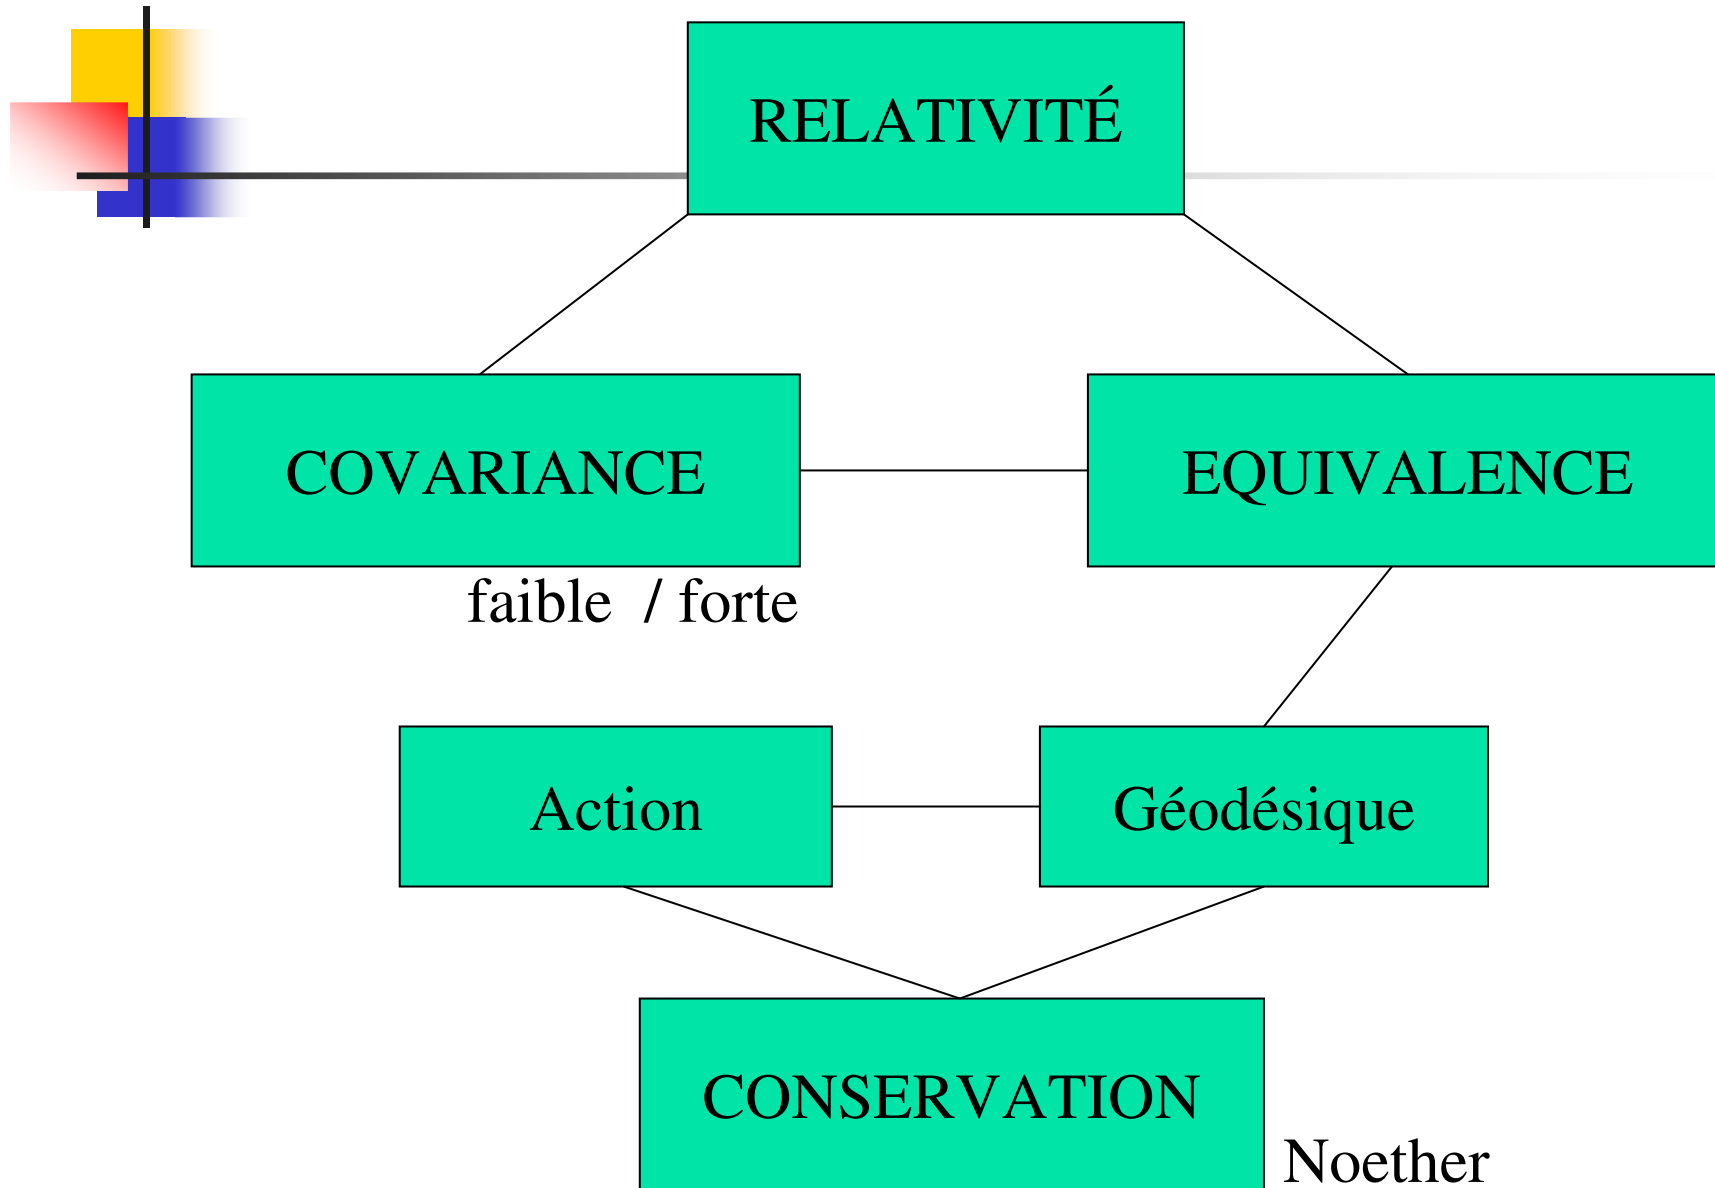 RELATIVITÉ
COVARIANCE
EQUIVALENCE
faible / forte
Action
Géodésique
CONSERVATION
Noether